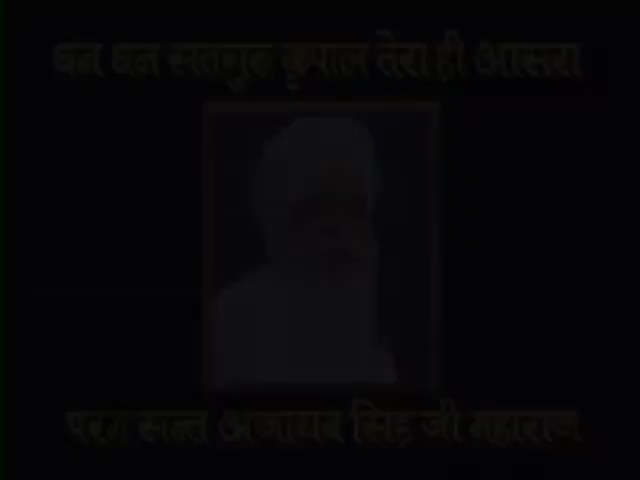 धन धन सतगुरु कृपाल तेरा ही आसरा
परम सन्त अजायब सिंह जी महाराज